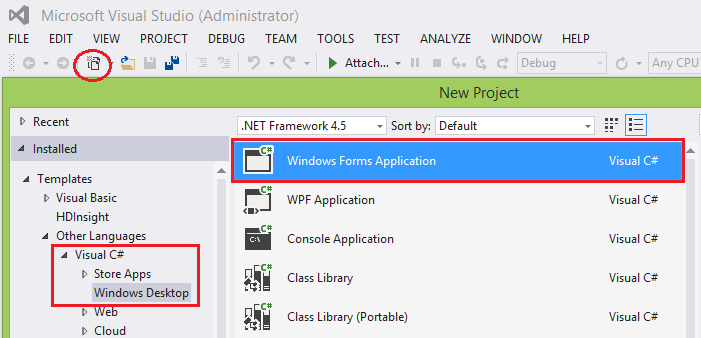 Microsoft Visual Studio (Administrator)
FILE EDIT VIEW PROJECT DEBUG TEAM TOOLS TEST ANALYZE WINDOW HELP
Attach... Debug Any CPU
New Project
Recent
.NET Framework 4.5 Sort by: Default
Installed
C# Windows Forms Application Visual C#
Templates
Visual Basic
C# WPF Application Visual C#
HDInsight
Other Languages
C# C:\ Console Application Visual C#
Visual C#
Store Apps
C# Class Library Visual C#
Windows Desktop
Web
C# Class Library (Portable) Visual C#
Cloud